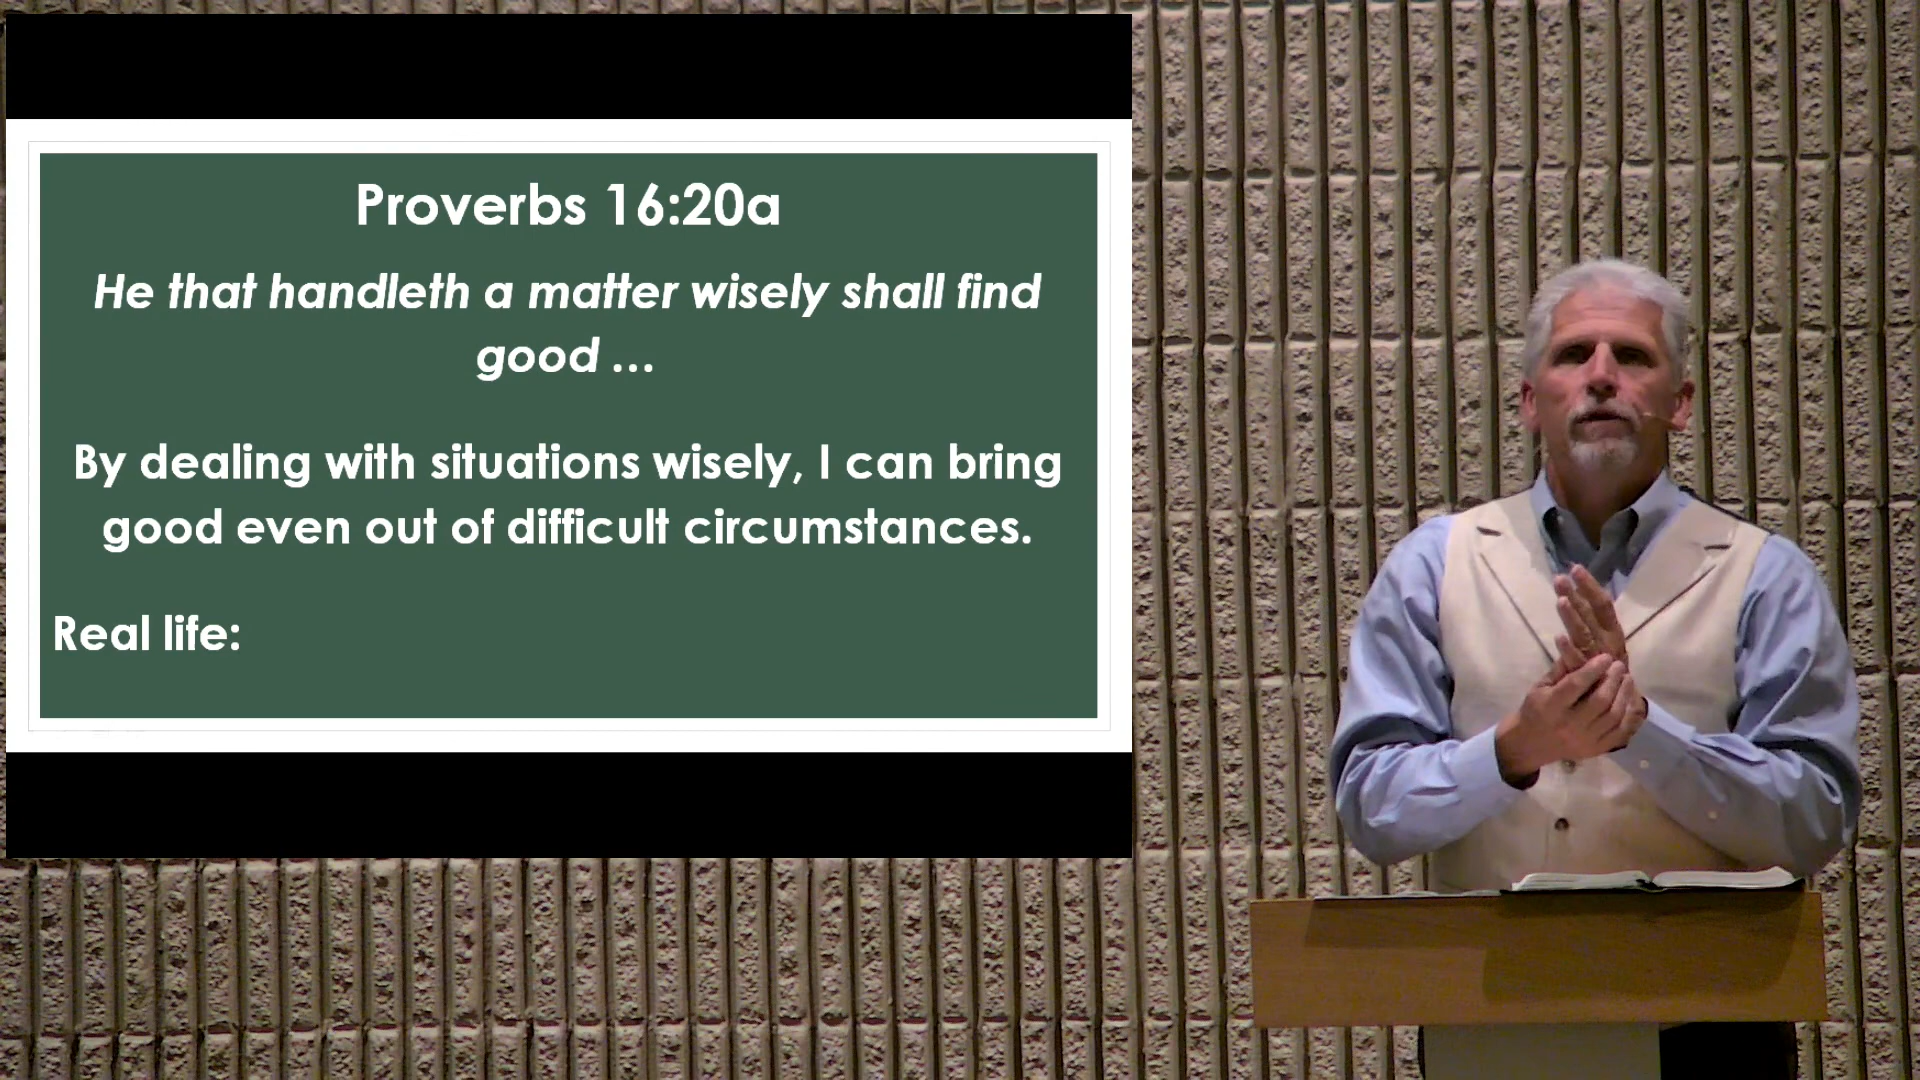 Proverbs 16:20a
He that handleth a matter wisely shall find
good ...
By dealing with situations wisely, I can bring
good even out of difficult circumstances.
Real life: